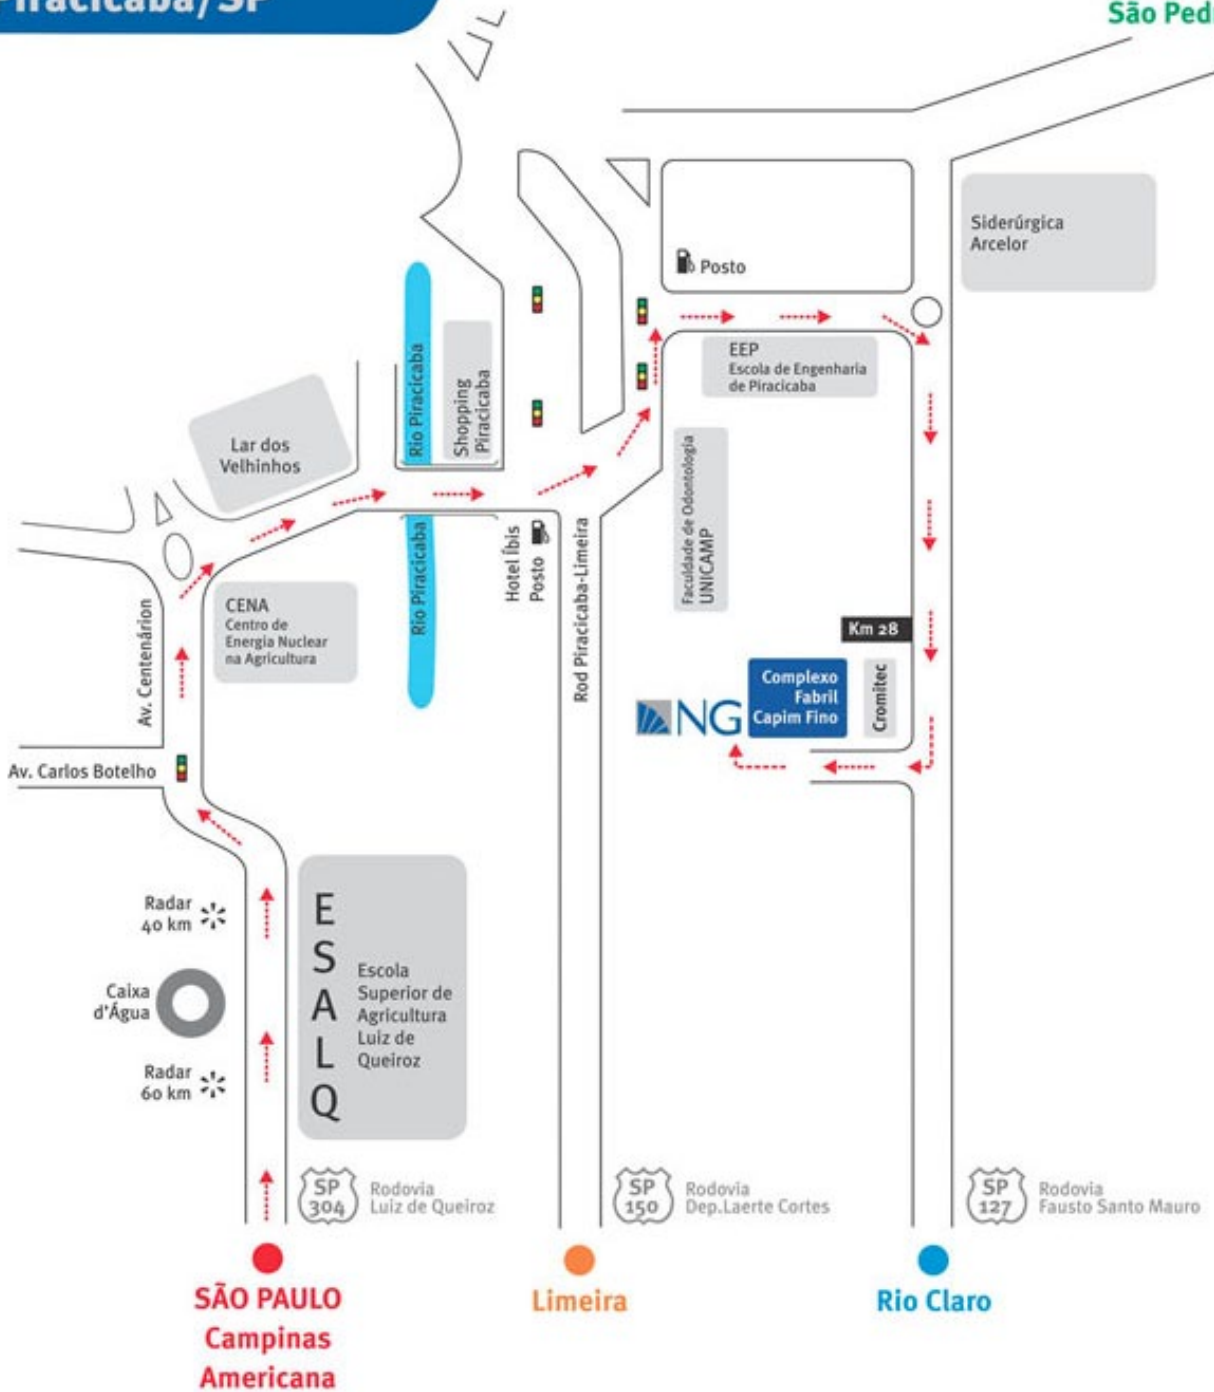 Piracicaba/SP
São Ped
Siderúrgica
Arcelor
Posto
Rio Piracicaba
Shopping
Piracicaba
EEP
Escola de Engenharia
de Piracicaba
Lar dos
Velhinhos
Faculdade de Odontologia
UNICAMP
Rio Piracicaba
Hotel Íbis
Posto
Rod Piracicaba-Limeira
CENA
Centro de
Energia Nuclear
na Agricultura
Av. Centenárion
Km 28
Complexo
Fabril
Capim Fino
Cromitec
NG
Av. Carlos Botelho
Radar
40 km
Caixa
d'Água
Radar
60 km
E
S
A
L
Q
Escola
Superior de
Agricultura
Luiz de
Queiroz
SP
304
Rodovia
Luiz de Queiroz
SP
150
Rodovia
Dep.Laerte Cortes
SP
127
Rodovia
Fausto Santo Mauro
SÃO PAULO
Campinas
Americana
Limeira
Rio Claro